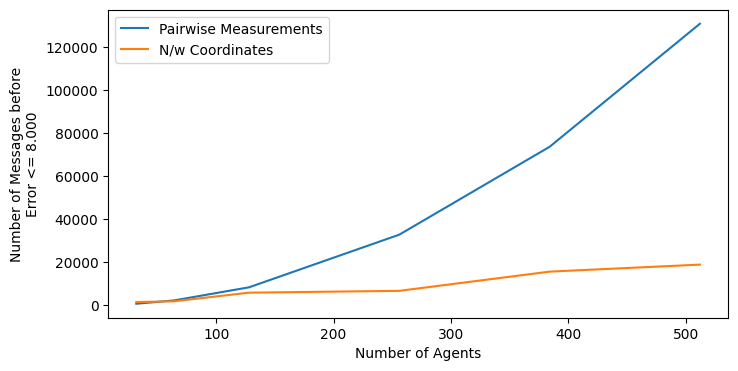 Pairwise Measurements
N/w Coordinates
Number of Messages before
Error <= 8.000
120000
100000
80000
60000
40000
20000
0
100
200
300
400
500
Number of Agents